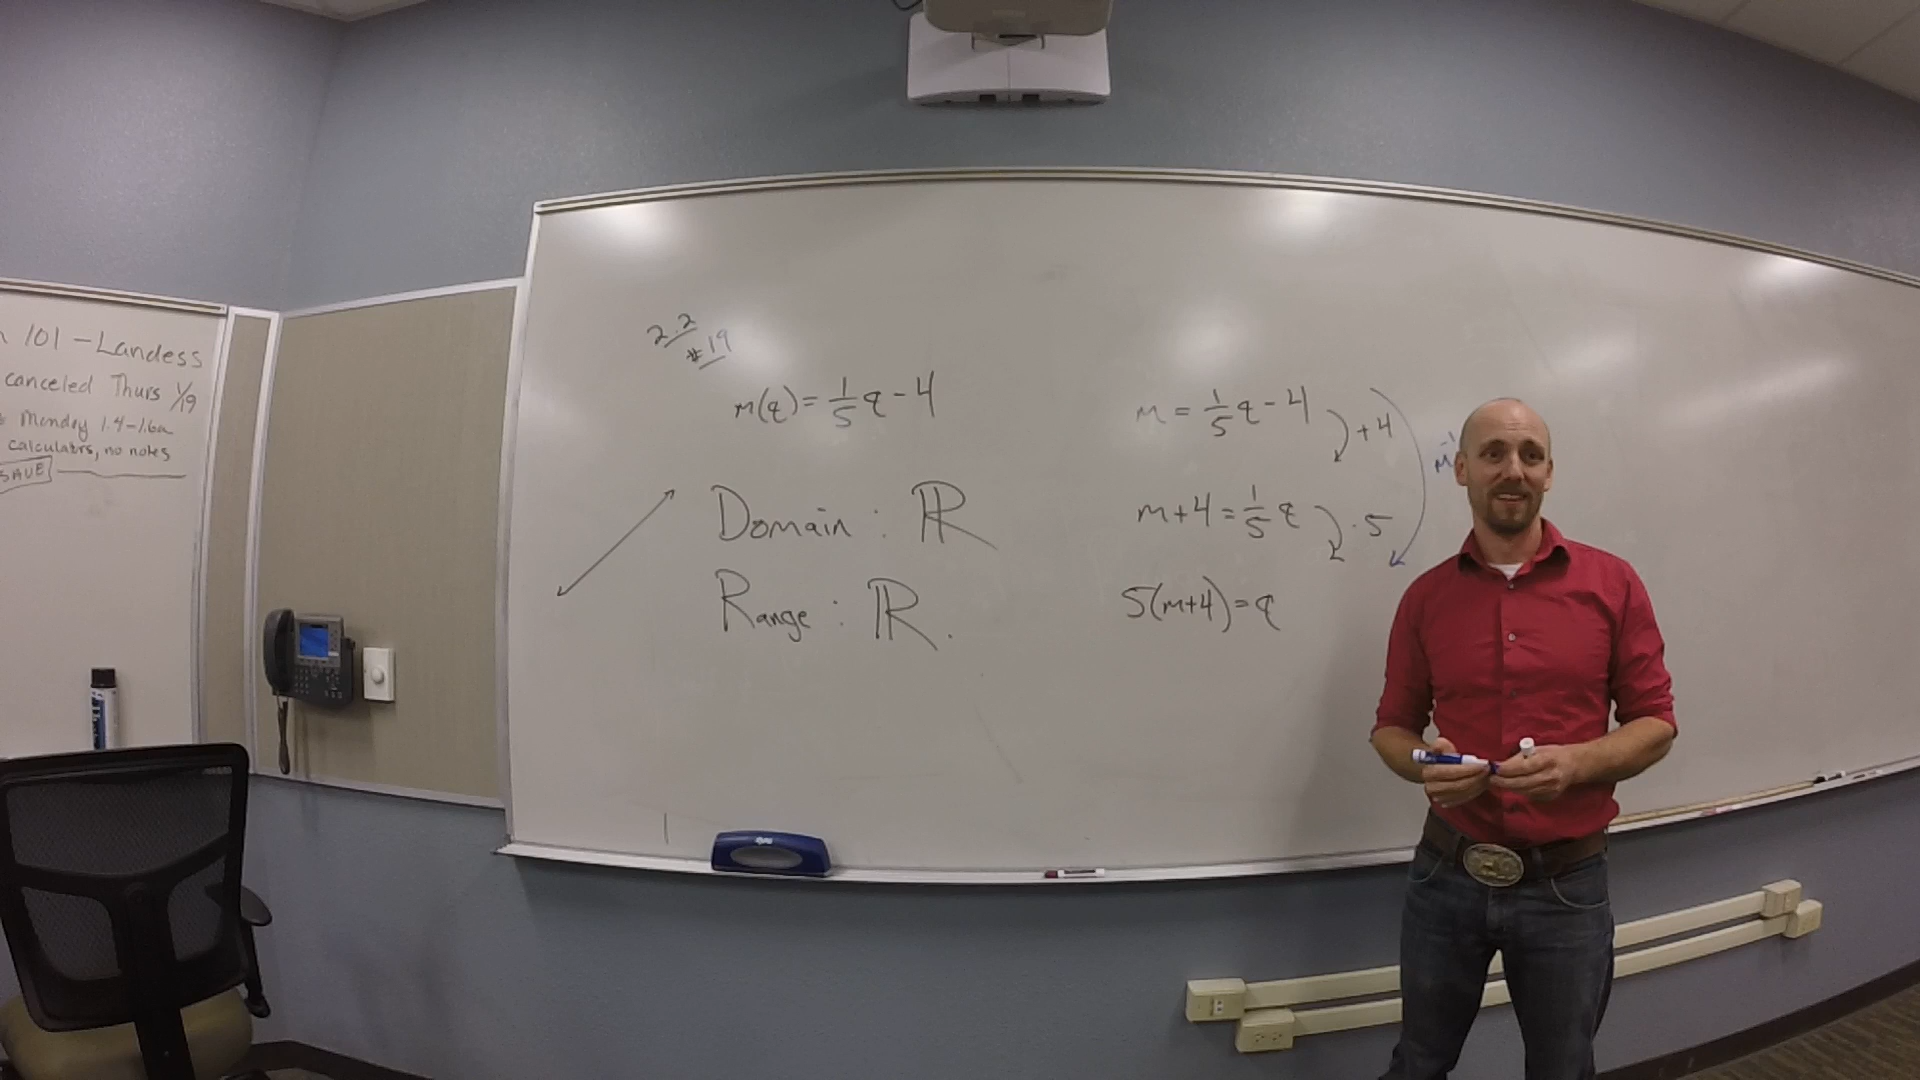 101 - Landess
canceled Thurs 1/19
Monday 1.4-1.6a
calculators, no notes
SAVE
2.2
#19
m(q) = 1/5 q - 4
Domain : ℝ
Range : ℝ.
m = 1/5 q - 4
+4
m⁻¹
m+4 = 1/5 q
· 5
5(m+4) = q
EXPO